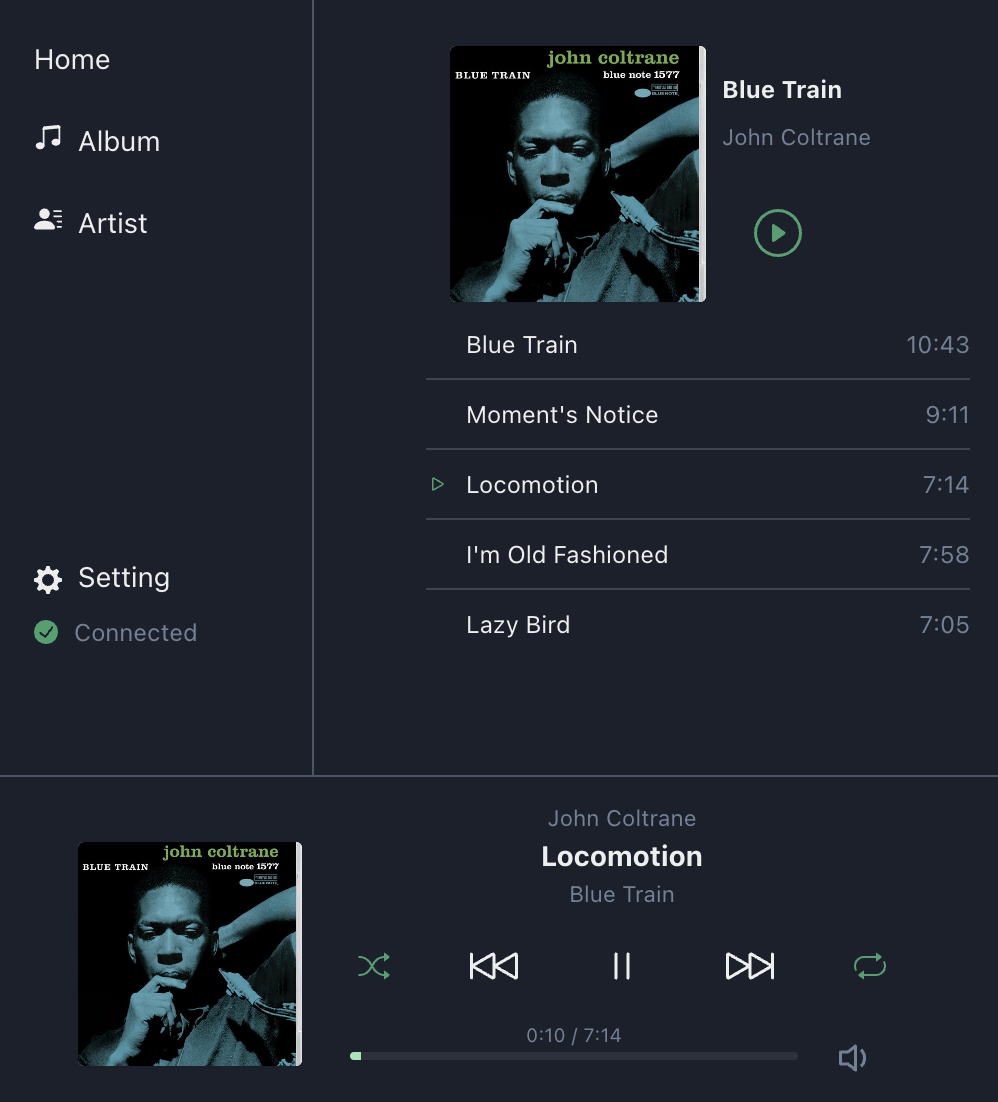 Home
Album
Artist
Setting
Connected
john coltrane
BLUE TRAIN
blue note 1577
Blue Train
John Coltrane
Blue Train 10:43
Moment's Notice 9:11
Locomotion 7:14
I'm Old Fashioned 7:58
Lazy Bird 7:05
john coltrane
BLUE TRAIN
blue note 1577
John Coltrane
Locomotion
Blue Train
0:10 / 7:14